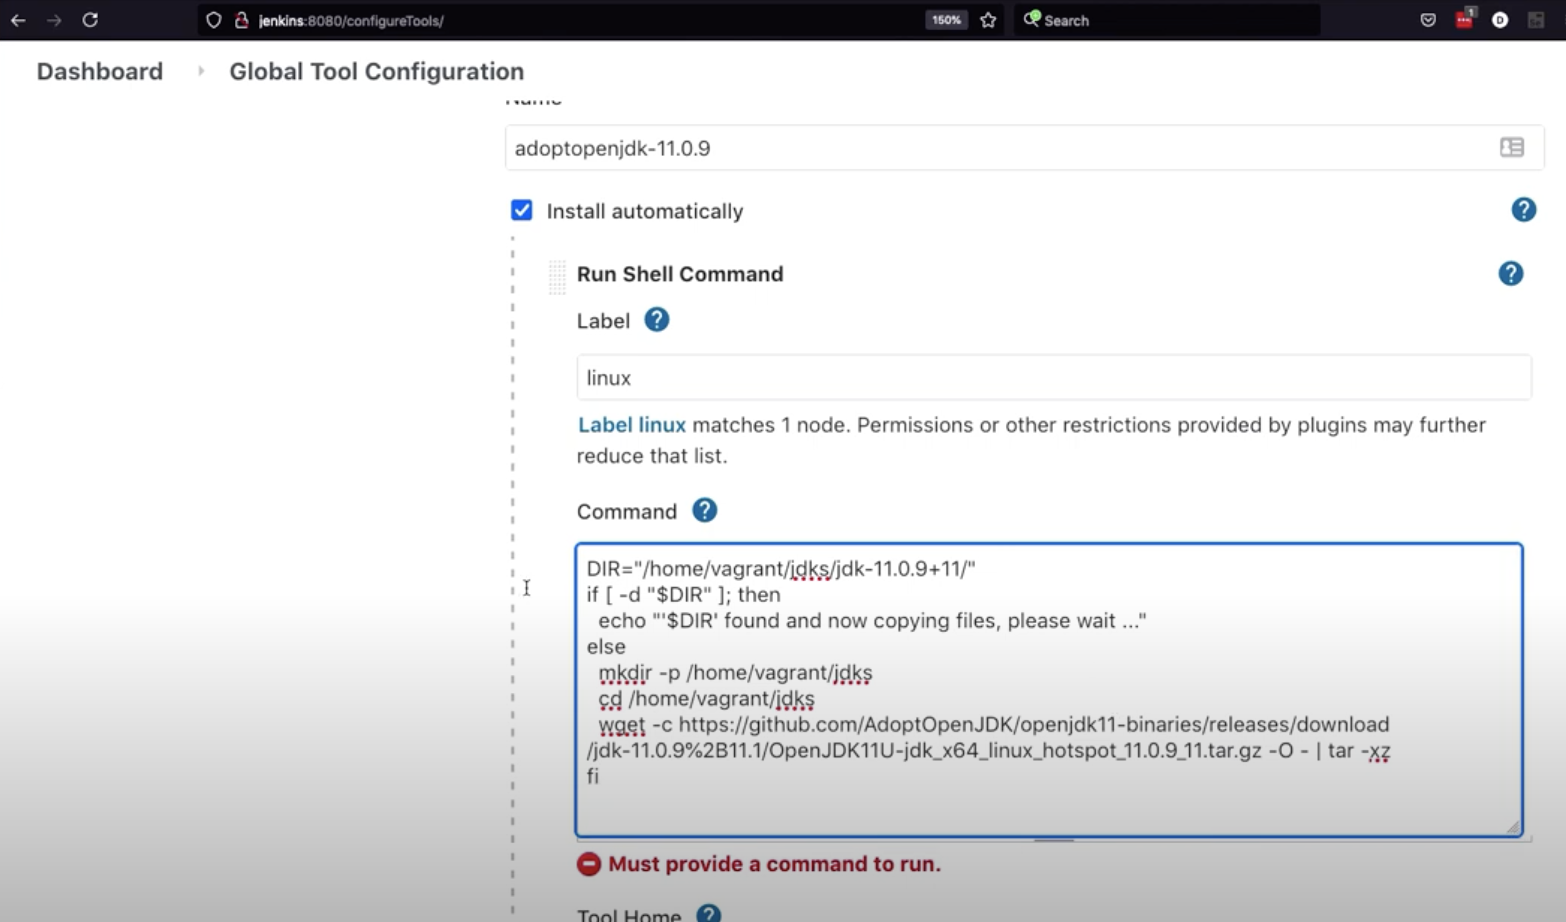 jenkins:8080/configureTools/
150%
Search
1
D
Dashboard
Global Tool Configuration
Name
adoptopenjdk-11.0.9
Install automatically
?
Run Shell Command
?
Label ?
linux
Label linux matches 1 node. Permissions or other restrictions provided by plugins may further
reduce that list.
Command ?
DIR="/home/vagrant/jdks/jdk-11.0.9+11/"
if [ -d "$DIR" ]; then
echo "'$DIR' found and now copying files, please wait ..."
else
mkdir -p /home/vagrant/jdks
cd /home/vagrant/jdks
wget -c https://github.com/AdoptOpenJDK/openjdk11-binaries/releases/download
/jdk-11.0.9%2B11.1/OpenJDK11U-jdk_x64_linux_hotspot_11.0.9_11.tar.gz -O - | tar -xz
fi
Must provide a command to run.
Tool Home ?